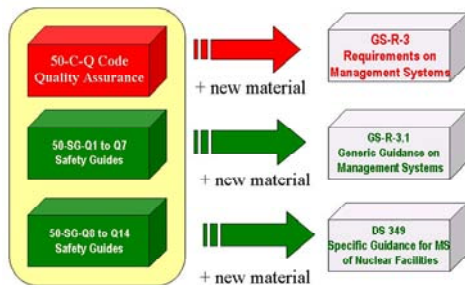 50-C-Q Code
Quality Assurance
+ new material
GS-R-3
Requirements on
Management Systems
50-SG-Q1 to Q7
Safety Guides
+ new material
GS-R-3.1
Generic Guidance on
Management Systems
50-SG-Q8 to Q14
Safety Guides
+ new material
DS 349
Specific Guidance for MS
of Nuclear Facilities